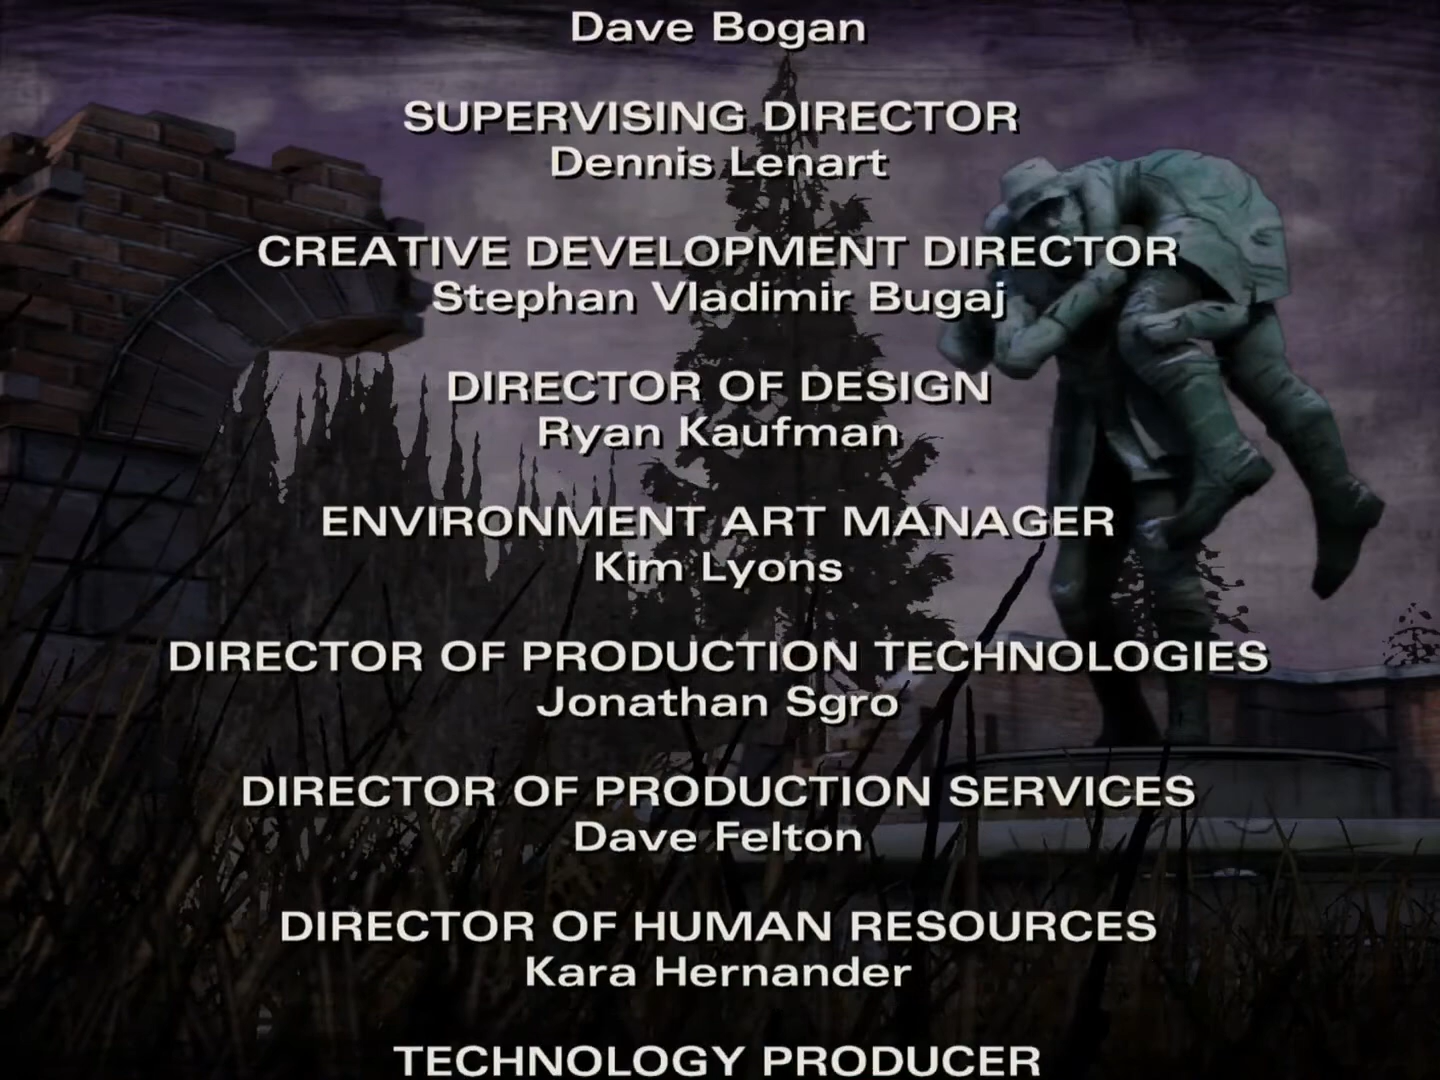 Dave Bogan
SUPERVISING DIRECTOR
Dennis Lenart
CREATIVE DEVELOPMENT DIRECTOR
Stephan Vladimir Bugaj
DIRECTOR OF DESIGN
Ryan Kaufman
ENVIRONMENT ART MANAGER
Kim Lyons
DIRECTOR OF PRODUCTION TECHNOLOGIES
Jonathan Sgro
DIRECTOR OF PRODUCTION SERVICES
Dave Felton
DIRECTOR OF HUMAN RESOURCES
Kara Hernander
TECHNOLOGY PRODUCER